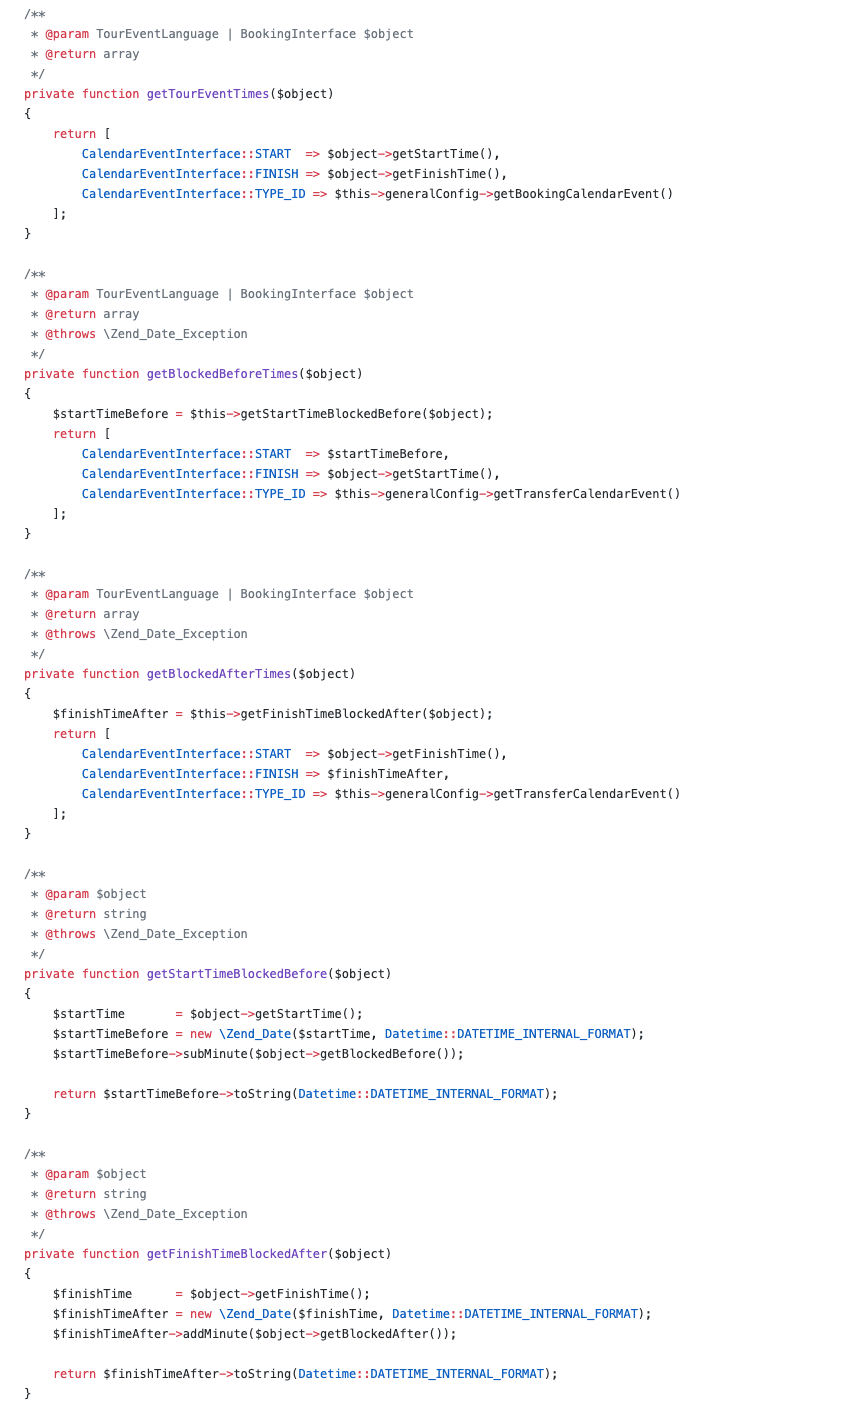 /**
 * @param TourEventLanguage | BookingInterface $object
 * @return array
 */
private function getTourEventTimes($object)
{
    return [
        CalendarEventInterface::START  => $object->getStartTime(),
        CalendarEventInterface::FINISH => $object->getFinishTime(),
        CalendarEventInterface::TYPE_ID => $this->generalConfig->getBookingCalendarEvent()
    ];
}

/**
 * @param TourEventLanguage | BookingInterface $object
 * @return array
 * @throws \Zend_Date_Exception
 */
private function getBlockedBeforeTimes($object)
{
    $startTimeBefore = $this->getStartTimeBlockedBefore($object);
    return [
        CalendarEventInterface::START  => $startTimeBefore,
        CalendarEventInterface::FINISH => $object->getStartTime(),
        CalendarEventInterface::TYPE_ID => $this->generalConfig->getTransferCalendarEvent()
    ];
}

/**
 * @param TourEventLanguage | BookingInterface $object
 * @return array
 * @throws \Zend_Date_Exception
 */
private function getBlockedAfterTimes($object)
{
    $finishTimeAfter = $this->getFinishTimeBlockedAfter($object);
    return [
        CalendarEventInterface::START  => $object->getFinishTime(),
        CalendarEventInterface::FINISH => $finishTimeAfter,
        CalendarEventInterface::TYPE_ID => $this->generalConfig->getTransferCalendarEvent()
    ];
}

/**
 * @param $object
 * @return string
 * @throws \Zend_Date_Exception
 */
private function getStartTimeBlockedBefore($object)
{
    $startTime       = $object->getStartTime();
    $startTimeBefore = new \Zend_Date($startTime, Datetime::DATETIME_INTERNAL_FORMAT);
    $startTimeBefore->subMinute($object->getBlockedBefore());

    return $startTimeBefore->toString(Datetime::DATETIME_INTERNAL_FORMAT);
}

/**
 * @param $object
 * @return string
 * @throws \Zend_Date_Exception
 */
private function getFinishTimeBlockedAfter($object)
{
    $finishTime      = $object->getFinishTime();
    $finishTimeAfter = new \Zend_Date($finishTime, Datetime::DATETIME_INTERNAL_FORMAT);
    $finishTimeAfter->addMinute($object->getBlockedAfter());

    return $finishTimeAfter->toString(Datetime::DATETIME_INTERNAL_FORMAT);
}